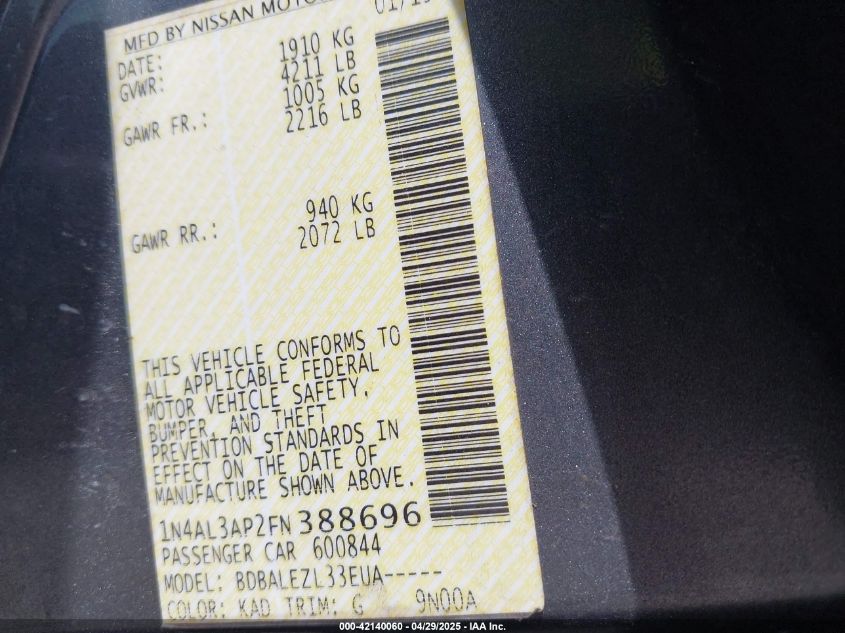 MFD BY NISSAN MOTOR
DATE: 01/15
GVWR: 1910 KG
4211 LB
GAWR FR.: 1005 KG
2216 LB
GAWR RR.: 940 KG
2072 LB
THIS VEHICLE CONFORMS TO
ALL APPLICABLE FEDERAL
MOTOR VEHICLE SAFETY,
BUMPER, AND THEFT
PREVENTION STANDARDS IN
EFFECT ON THE DATE OF
MANUFACTURE SHOWN ABOVE.
1N4AL3AP2FN388696
PASSENGER CAR 600844
MODEL: BDBALEZL33EUA-----
COLOR: KAD TRIM: G 9N00A
000-42140060 - 04/29/2025 - IAA Inc.